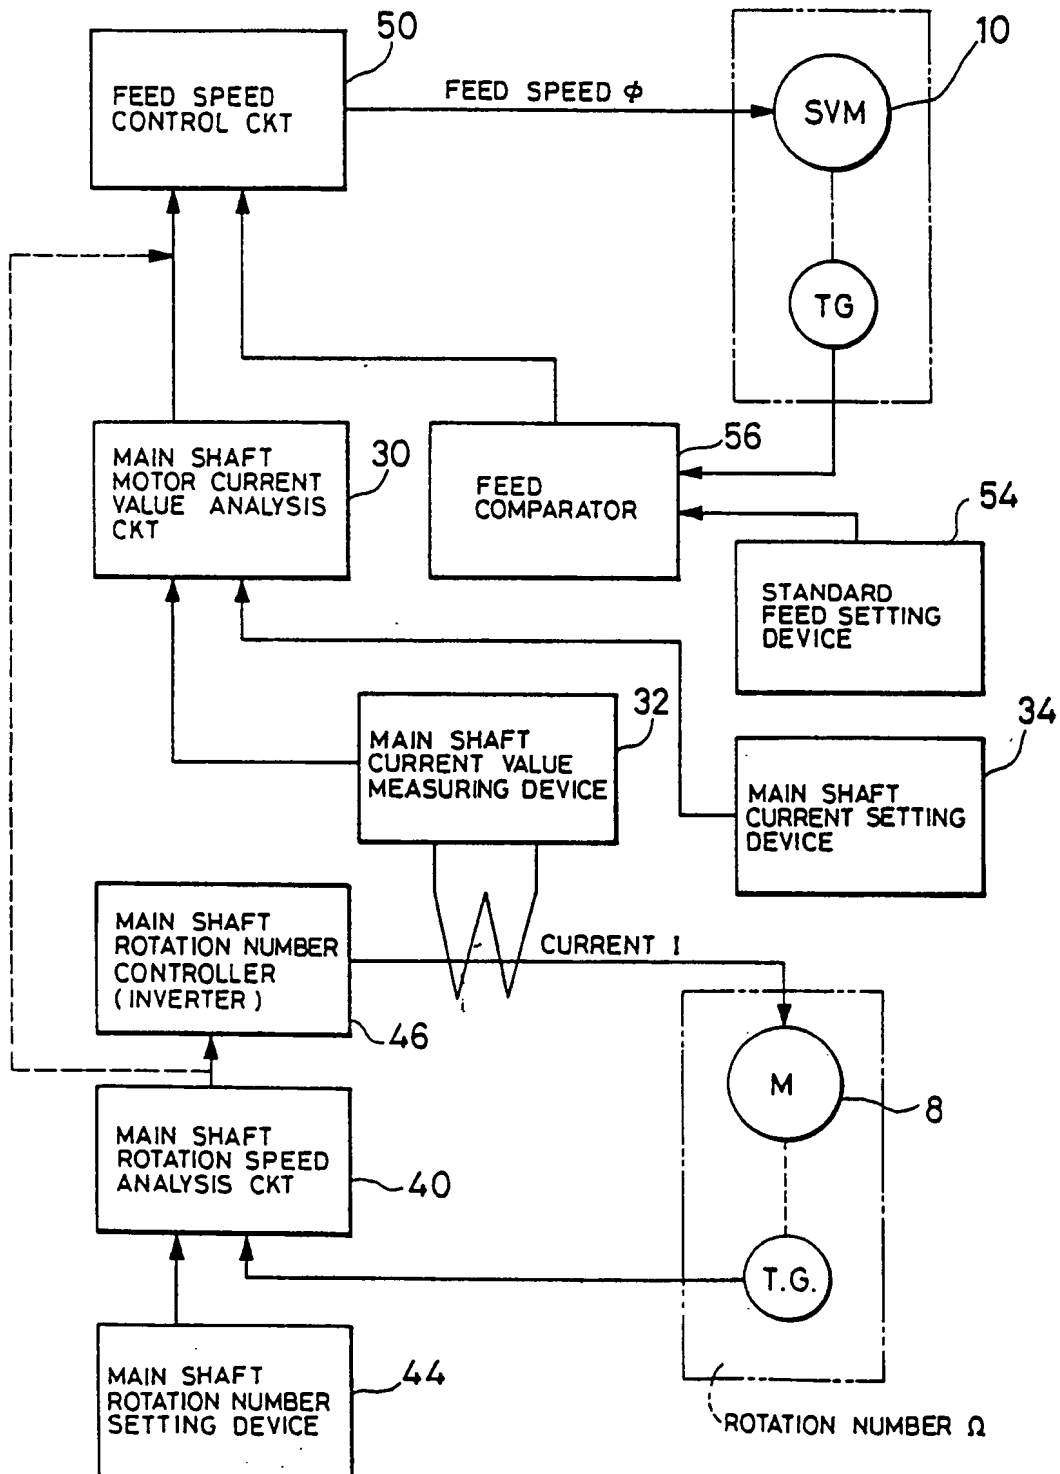 50
10
FEED SPEED
CONTROL CKT
FEED SPEED Φ
SVM
TG
MAIN SHAFT
MOTOR CURRENT
VALUE ANALYSIS
CKT
30
FEED
COMPARATOR
56
54
STANDARD
FEED SETTING
DEVICE
MAIN SHAFT
CURRENT VALUE
MEASURING DEVICE
32
34
MAIN SHAFT
CURRENT SETTING
DEVICE
MAIN SHAFT
ROTATION NUMBER
CONTROLLER
(INVERTER)
46
CURRENT I
M
8
MAIN SHAFT
ROTATION SPEED
ANALYSIS CKT
40
T.G.
MAIN SHAFT
ROTATION NUMBER
SETTING DEVICE
44
ROTATION NUMBER Ω